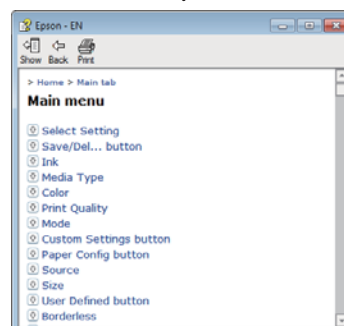 Epson - EN
Show Back Print
> Home > Main tab
Main menu
Select Setting
Save/Del... button
Ink
Media Type
Color
Print Quality
Mode
Custom Settings button
Paper Config button
Source
Size
User Defined button
Borderless